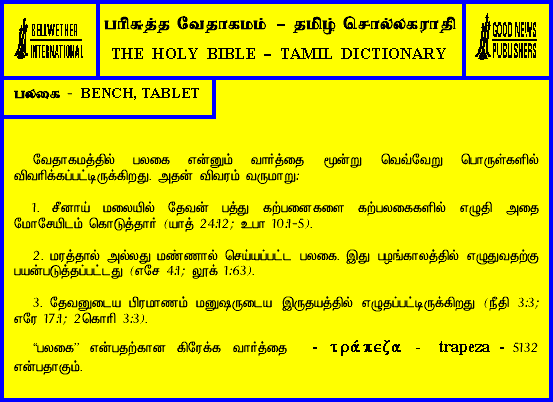 BELLWETHER
INTERNATIONAL
பரிசுத்த வேதாகமம் – தமிழ் சொல்லகராதி
THE HOLY BIBLE – TAMIL DICTIONARY
GOOD NEWS
PUBLISHERS
பலகை - BENCH, TABLET
வேதாகமத்தில் பலகை என்னும் வார்த்தை மூன்று வெவ்வேறு பொருள்களில்
விவரிக்கப்பட்டிருக்கிறது. அதன் விவரம் வருமாறு:
1. சீனாய் மலையில் தேவன் பத்து கற்பனைகளை கற்பலகைகளில் எழுதி அதை
மோசேயிடம் கொடுத்தார் (யாத் 24:12; உபா 10:1-5).
2. மரத்தால் அல்லது மண்ணால் செய்யப்பட்ட பலகை. இது பழங்காலத்தில் எழுதுவதற்கு
பயன்படுத்தப்பட்டது (எசே 4:1; லூக் 1:63).
3. தேவனுடைய பிரமாணம் மனுஷருடைய இருதயத்தில் எழுதப்பட்டிருக்கிறது (நீதி 3:3;
எரே 17:1; 2கொரி 3:3).
“பலகை” என்பதற்கான கிரேக்க வார்த்தை - τράπεζα - trapeza - 5132
என்பதாகும்.